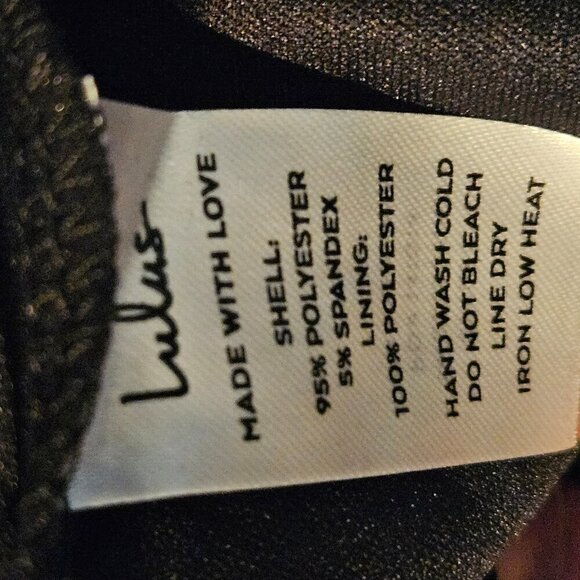 Lulus
MADE WITH LOVE
SHELL:
95% POLYESTER
5% SPANDEX
LINING:
100% POLYESTER
HAND WASH COLD
DO NOT BLEACH
LINE DRY
IRON LOW HEAT